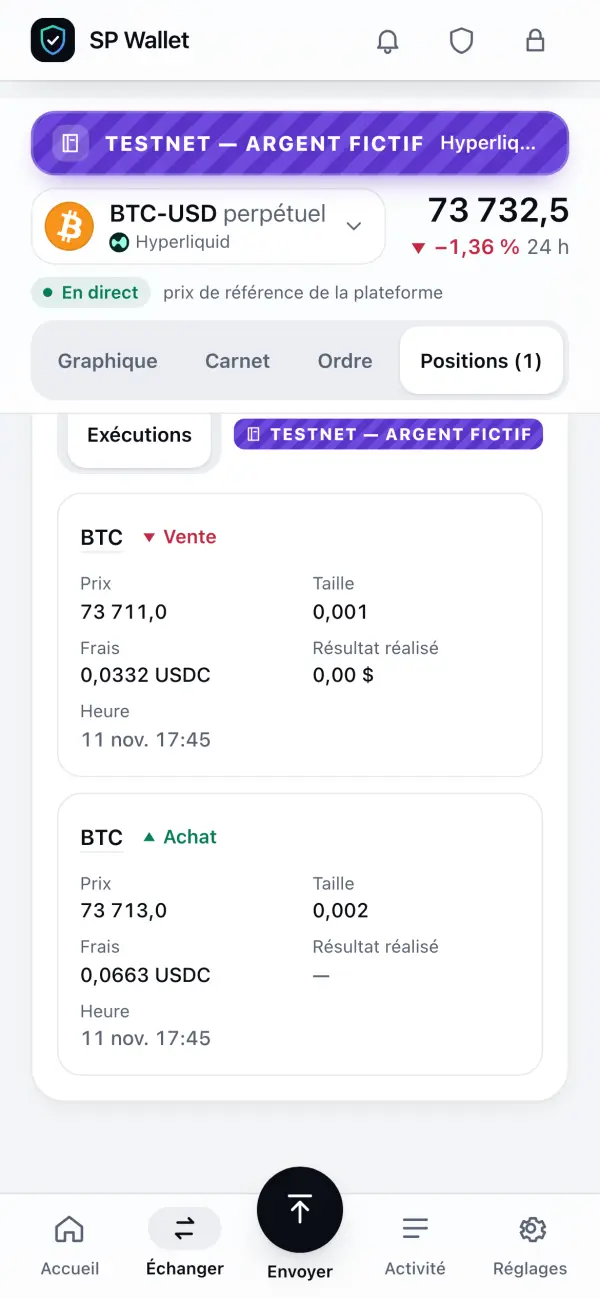 SP Wallet
TESTNET — ARGENT FICTIF Hyperliq...
BTC-USD perpétuel
Hyperliquid
73 732,5
▼ −1,36 % 24 h
En direct prix de référence de la plateforme
Graphique Carnet Ordre Positions (1)
Exécutions TESTNET — ARGENT FICTIF
BTC ▼ Vente
Prix Taille
73 711,0 0,001
Frais Résultat réalisé
0,0332 USDC 0,00 $
Heure
11 nov. 17:45
BTC ▲ Achat
Prix Taille
73 713,0 0,002
Frais Résultat réalisé
0,0663 USDC —
Heure
11 nov. 17:45
Accueil Échanger Envoyer Activité Réglages